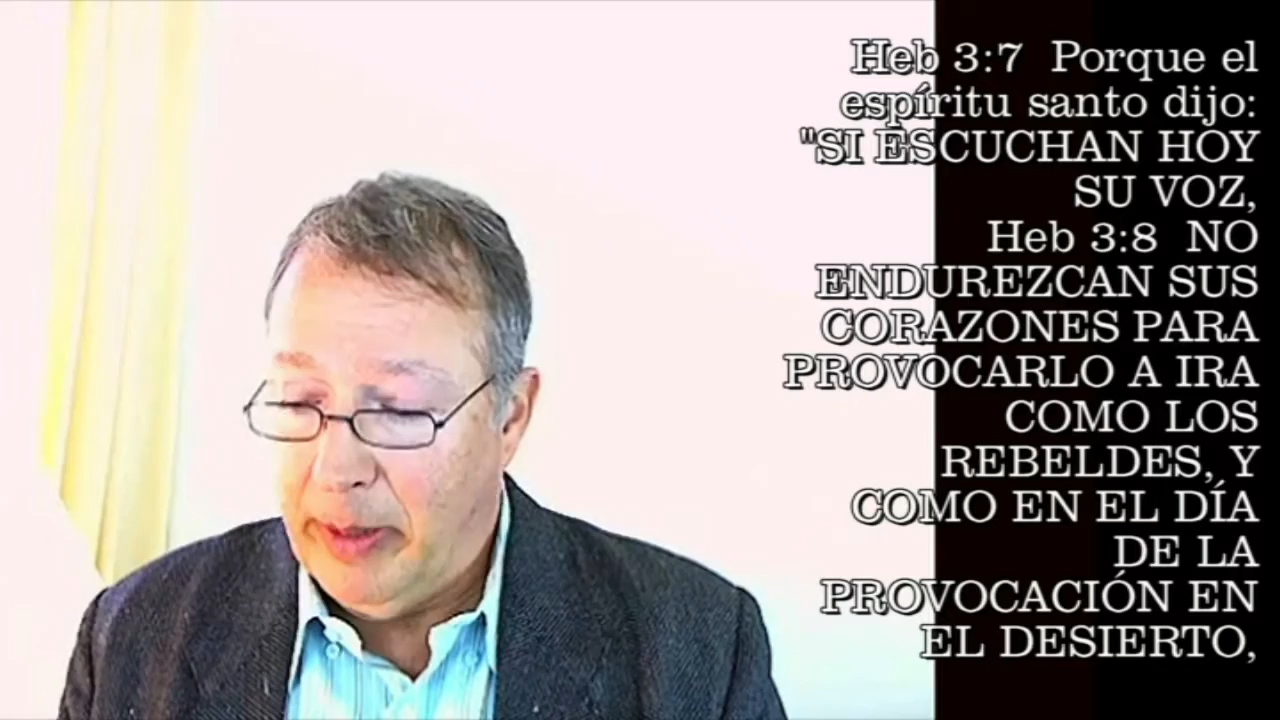 Heb 3:7 Porque el
espíritu santo dijo:
"SI ESCUCHAN HOY
SU VOZ,
Heb 3:8 NO
ENDUREZCAN SUS
CORAZONES PARA
PROVOCARLO A IRA
COMO LOS
REBELDES, Y
COMO EN EL DÍA
DE LA
PROVOCACIÓN EN
EL DESIERTO,